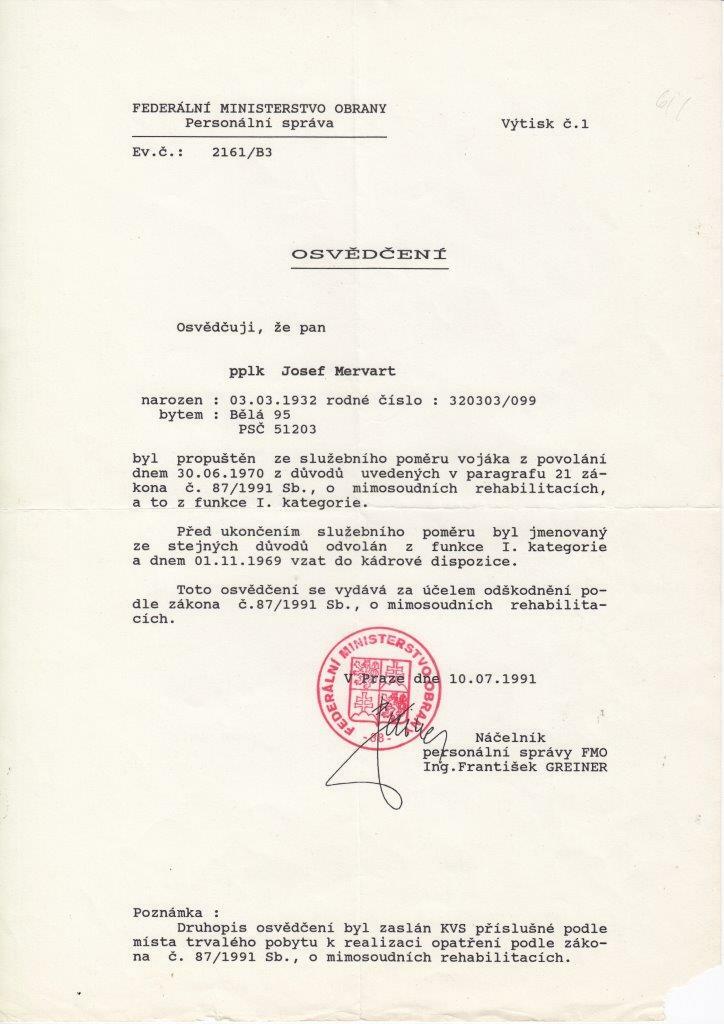 FEDERÁLNÍ MINISTERSTVO OBRANY
Personální správa
Výtisk č.1
Ev.č.: 2161/B3
OSVĚDČENÍ
Osvědčuji, že pan
pplk Josef Mervart
narozen : 03.03.1932 rodné číslo : 320303/099
bytem : Bělá 95
PSČ 51203
byl propuštěn ze služebního poměru vojáka z povolání
dnem 30.06.1970 z důvodů uvedených v paragrafu 21 zá-
kona č. 87/1991 Sb., o mimosoudních rehabilitacích,
a to z funkce I. kategorie.
Před ukončením služebního poměru byl jmenovaný
ze stejných důvodů odvolán z funkce I. kategorie
a dnem 01.11.1969 vzat do kádrové dispozice.
Toto osvědčení se vydává za účelem odškodnění po-
dle zákona č.87/1991 Sb., o mimosoudních rehabilita-
cích.
FEDERÁLNÍ MINISTERSTVO OBRANY
-38-
V Praze dne 10.07.1991
Náčelník
personální správy FMO
Ing.František GREINER
Poznámka :
Druhopis osvědčení byl zaslán KVS příslušné podle
místa trvalého pobytu k realizaci opatření podle záko-
na č. 87/1991 Sb., o mimosoudních rehabilitacích.